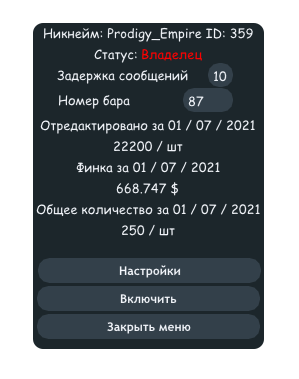 Никнейм: Prodigy_Empire ID: 359
Статус: Владелец
Задержка сообщений 10
Номер бара 87
Отредактировано за 01 / 07 / 2021
22200 / шт
Финка за 01 / 07 / 2021
668.747 $
Общее количество за 01 / 07 / 2021
250 / шт
Настройки
Включить
Закрыть меню